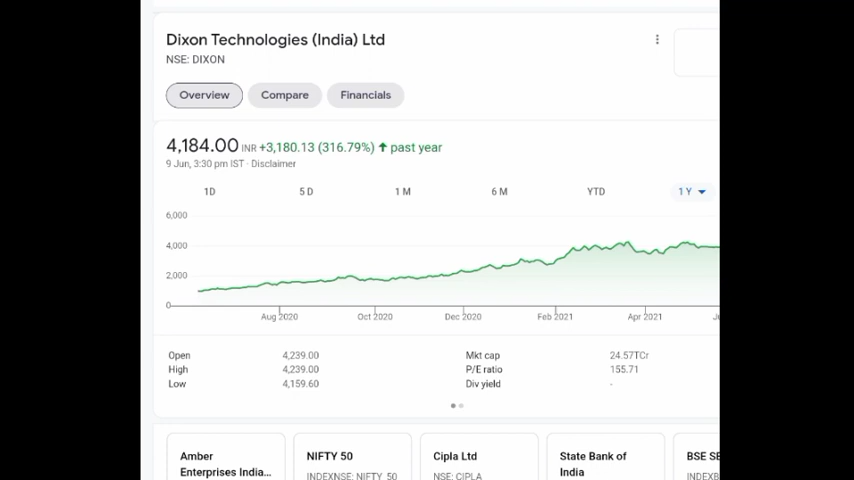 Dixon Technologies (India) Ltd
NSE: DIXON
Overview
Compare
Financials
4,184.00 INR +3,180.13 (316.79%) ↑ past year
9 Jun, 3:30 pm IST · Disclaimer
1D 5 D 1 M 6 M YTD 1 Y
6,000
4,000
2,000
0
Aug 2020 Oct 2020 Dec 2020 Feb 2021 Apr 2021
Open 4,239.00 Mkt cap 24.57TCr
High 4,239.00 P/E ratio 155.71
Low 4,159.60 Div yield -
Amber
Enterprises India...
NIFTY 50
INDEXNSE: NIFTY_50
Cipla Ltd
NSE: CIPLA
State Bank of
India
BSE SE
INDEXB